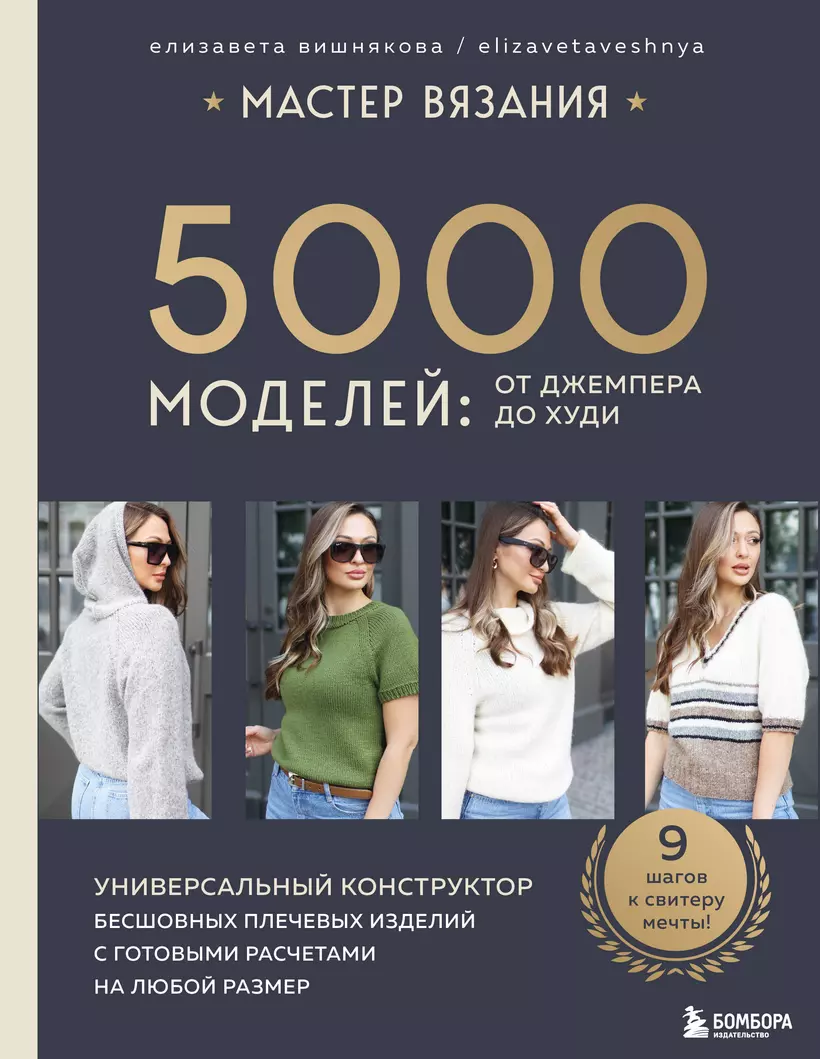 елизавета вишнякова / elizavetaveshnya
МАСТЕР ВЯЗАНИЯ
5000
МОДЕЛЕЙ:
ОТ ДЖЕМПЕРА
ДО ХУДИ
УНИВЕРСАЛЬНЫЙ КОНСТРУКТОР
БЕСШОВНЫХ ПЛЕЧЕВЫХ ИЗДЕЛИЙ
С ГОТОВЫМИ РАСЧЕТАМИ
НА ЛЮБОЙ РАЗМЕР
9
шагов
к свитеру
мечты!
БОМБОРА
ИЗДАТЕЛЬСТВО